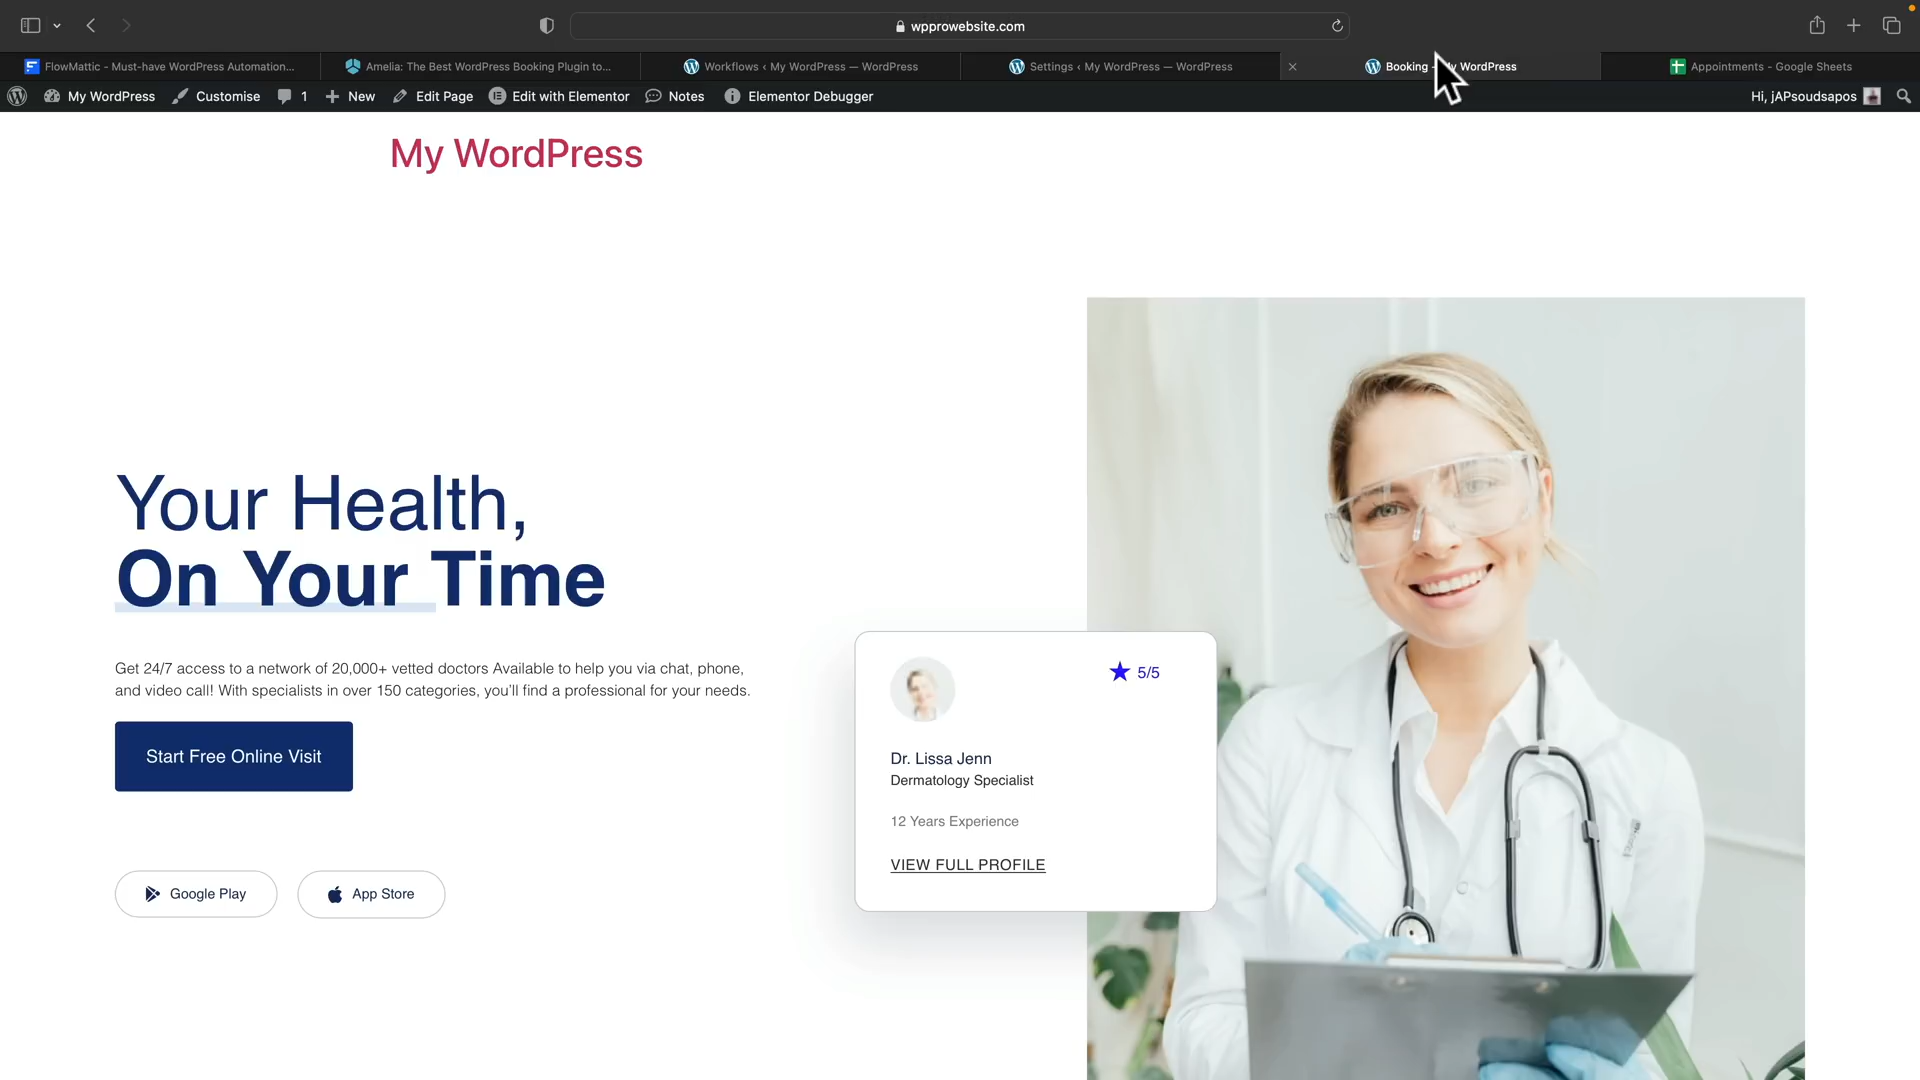 wpprowebsite.com
FlowMattic - Must-have WordPress Automation...
Amelia: The Best WordPress Booking Plugin to...
Workflows ‹ My WordPress — WordPress
Settings ‹ My WordPress — WordPress
Booking - My WordPress
Appointments - Google Sheets
My WordPress
Customise
1
New
Edit Page
Edit with Elementor
Notes
Elementor Debugger
Hi, jAPsoudsapos
My WordPress
Your Health,
On Your Time
Get 24/7 access to a network of 20,000+ vetted doctors Available to help you via chat, phone,
and video call! With specialists in over 150 categories, you'll find a professional for your needs.
Start Free Online Visit
Google Play
App Store
5/5
Dr. Lissa Jenn
Dermatology Specialist
12 Years Experience
VIEW FULL PROFILE